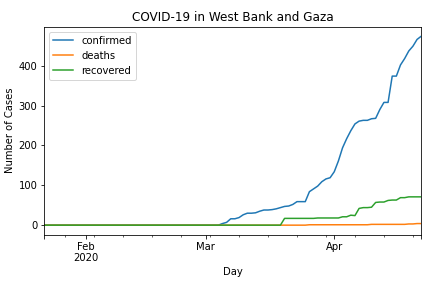 COVID-19 in West Bank and Gaza
confirmed
deaths
recovered
Number of Cases
400
300
200
100
0
Feb
2020
Mar
Apr
Day